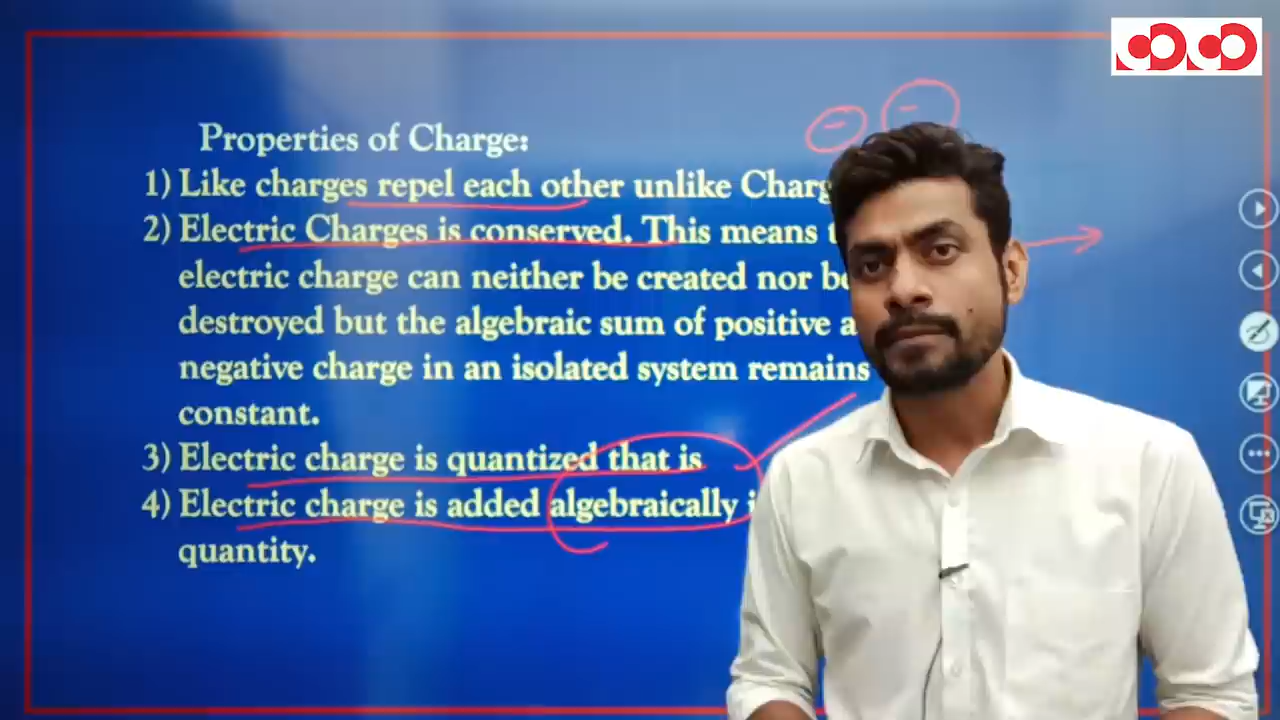 Properties of Charge:
1) Like charges repel each other unlike
2) Electric Charges is conserved. This means
electric charge can neither be created nor
destroyed but the algebraic sum of positive
negative charge in an isolated system remains
constant.
3) Electric charge is quantized that is
4) Electric charge is added algebraically
quantity.